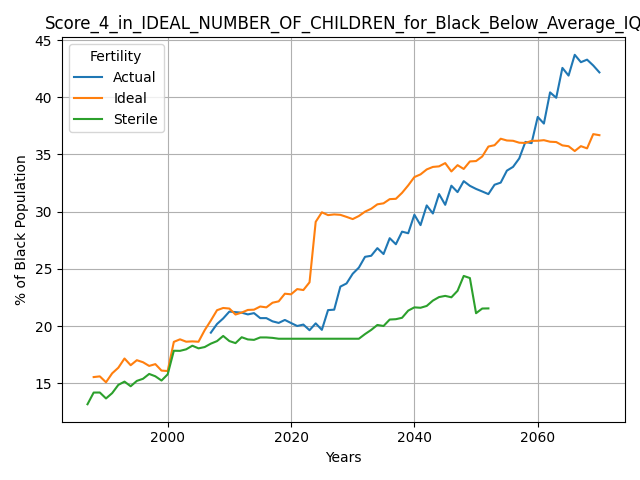 Score_4_in_IDEAL_NUMBER_OF_CHILDREN_for_Black_Below_Average_IQ
Fertility
Actual
Ideal
Sterile
% of Black Population
45
40
35
30
25
20
15
2000 2020 2040 2060
Years